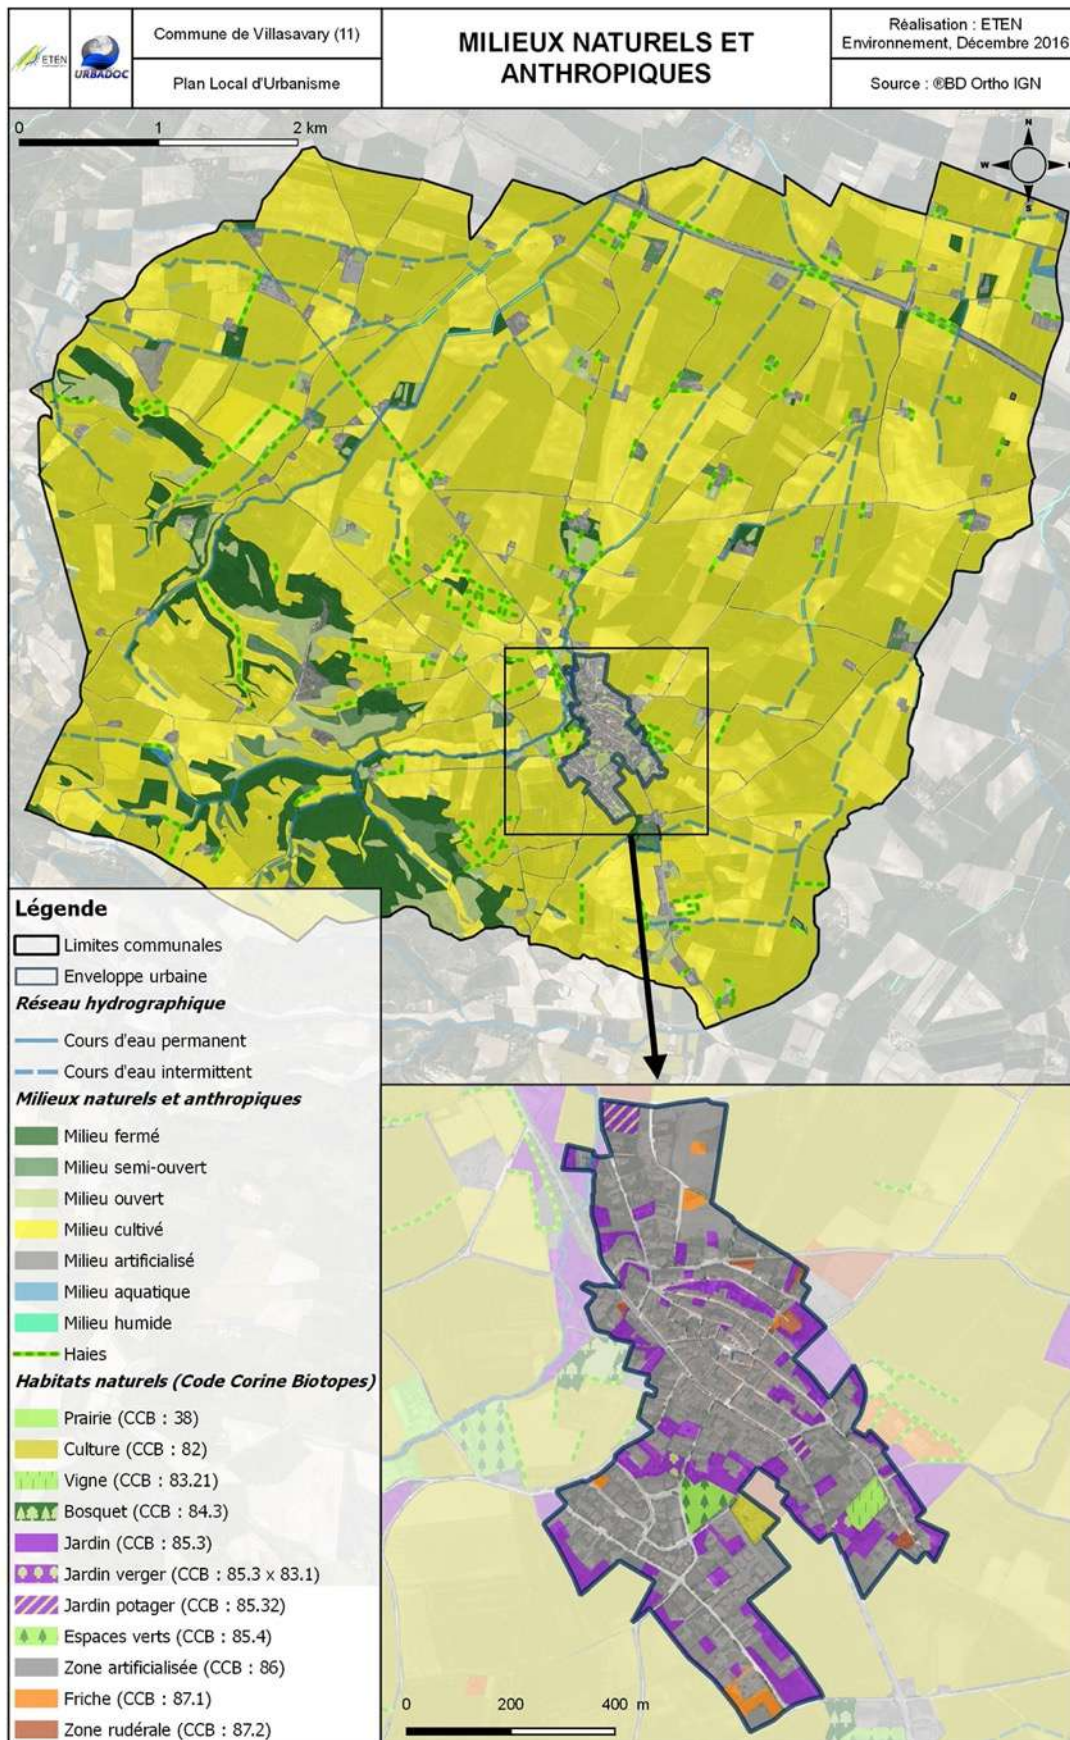 ETEN
URBADOC
Commune de Villasavary (11)
Plan Local d'Urbanisme
MILIEUX NATURELS ET
ANTHROPIQUES
Réalisation : ETEN
Environnement, Décembre 2016
Source : ®BD Ortho IGN
0 1 2 km
N
W
S
Légende
Limites communales
Enveloppe urbaine
Réseau hydrographique
Cours d'eau permanent
Cours d'eau intermittent
Milieux naturels et anthropiques
Milieu fermé
Milieu semi-ouvert
Milieu ouvert
Milieu cultivé
Milieu artificialisé
Milieu aquatique
Milieu humide
Haies
Habitats naturels (Code Corine Biotopes)
Prairie (CCB : 38)
Culture (CCB : 82)
Vigne (CCB : 83.21)
Bosquet (CCB : 84.3)
Jardin (CCB : 85.3)
Jardin verger (CCB : 85.3 x 83.1)
Jardin potager (CCB : 85.32)
Espaces verts (CCB : 85.4)
Zone artificialisée (CCB : 86)
Friche (CCB : 87.1)
Zone rudérale (CCB : 87.2)
0 200 400 m